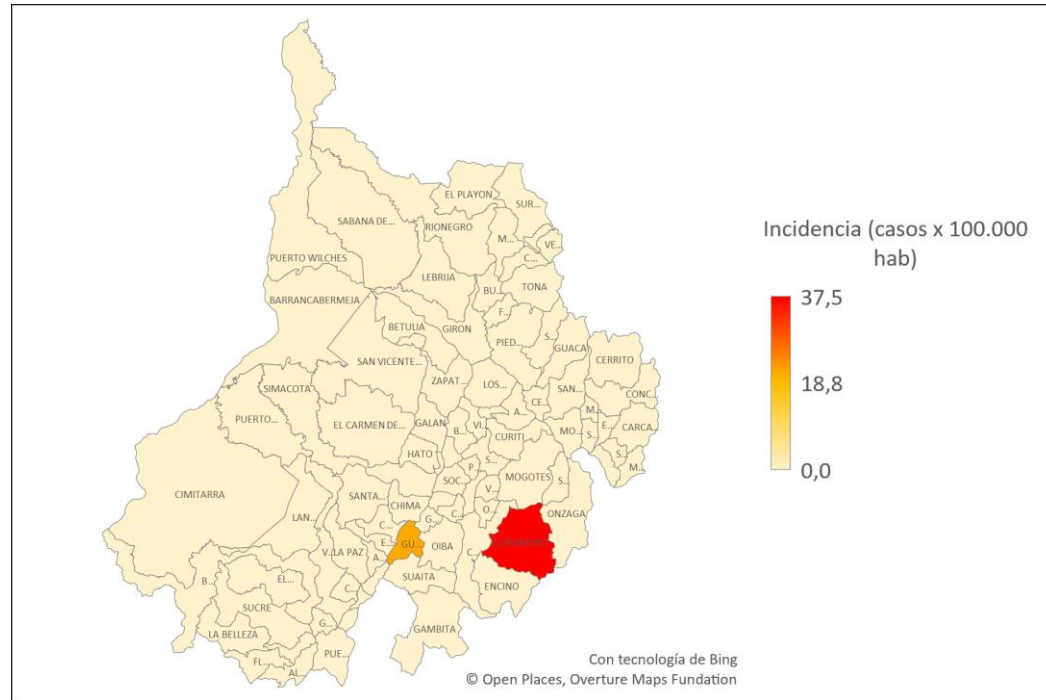 EL PLAYON
SUR...
SABANA DE...
RIONEGRO
M...
VE...
PUERTO WILCHES
C...
LEBRIJA
TONA
BARRANCABERMEJA
BU...
F...
BETULIA
GIRON
PIED...
S...
GUACA
SAN VICENTE...
CERRITO
ZAPAT...
LOS...
SAN...
SIMACOTA
CONC...
CE...
M...
PUERTO...
A...
EL CARMEN DE...
GALAN
VI...
E...
CARCA...
B...
CURITI
MO...
S...
HATO
S...
S...
P...
M...
MOGOTES
SOC...
S...
CIMITARRA
SANTA...
V...
CHIMA
O...
ONZAGA
C...
G...
LAN...
C...
E...
GU...
OIBA
V...
LA PAZ
A...
C...
SUAITA
B...
EL...
C...
ENCINO
SUCRE
G...
GAMBITA
LA BELLEZA
PUE...
FL...
AL...
Incidencia (casos x 100.000
hab)
37,5
18,8
0,0
Con tecnología de Bing
© Open Places, Overture Maps Foundation